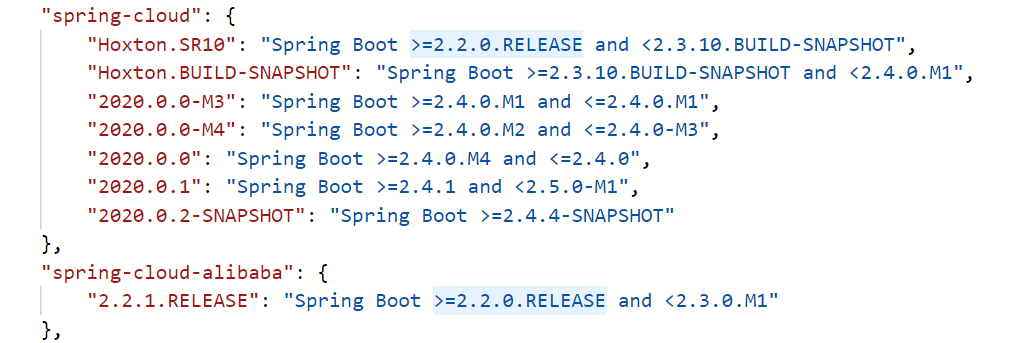 "spring-cloud": {
"Hoxton.SR10": "Spring Boot >=2.2.0.RELEASE and <2.3.10.BUILD-SNAPSHOT",
"Hoxton.BUILD-SNAPSHOT": "Spring Boot >=2.3.10.BUILD-SNAPSHOT and <2.4.0.M1",
"2020.0.0-M3": "Spring Boot >=2.4.0.M1 and <=2.4.0.M1",
"2020.0.0-M4": "Spring Boot >=2.4.0.M2 and <=2.4.0-M3",
"2020.0.0": "Spring Boot >=2.4.0.M4 and <=2.4.0",
"2020.0.1": "Spring Boot >=2.4.1 and <2.5.0-M1",
"2020.0.2-SNAPSHOT": "Spring Boot >=2.4.4-SNAPSHOT"
},
"spring-cloud-alibaba": {
"2.2.1.RELEASE": "Spring Boot >=2.2.0.RELEASE and <2.3.0.M1"
},